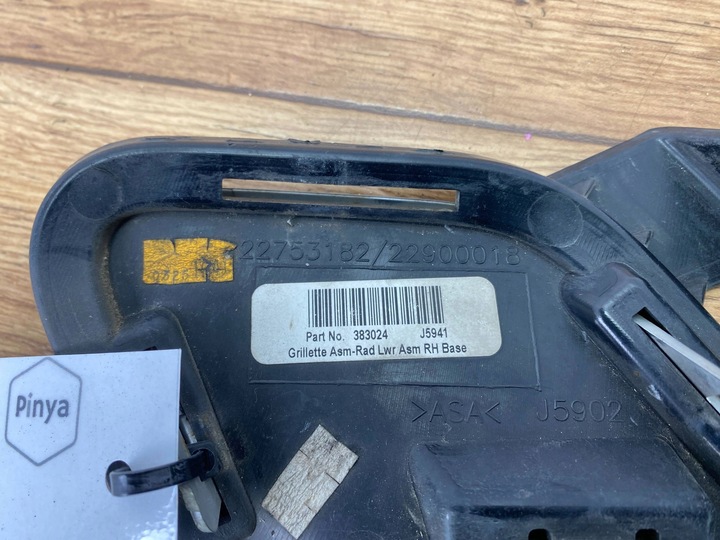 22753182/22900018
Part No. 383024 J5941
Grillette Asm-Rad Lwr Asm RH Base
>ASA< J5902
Pinya